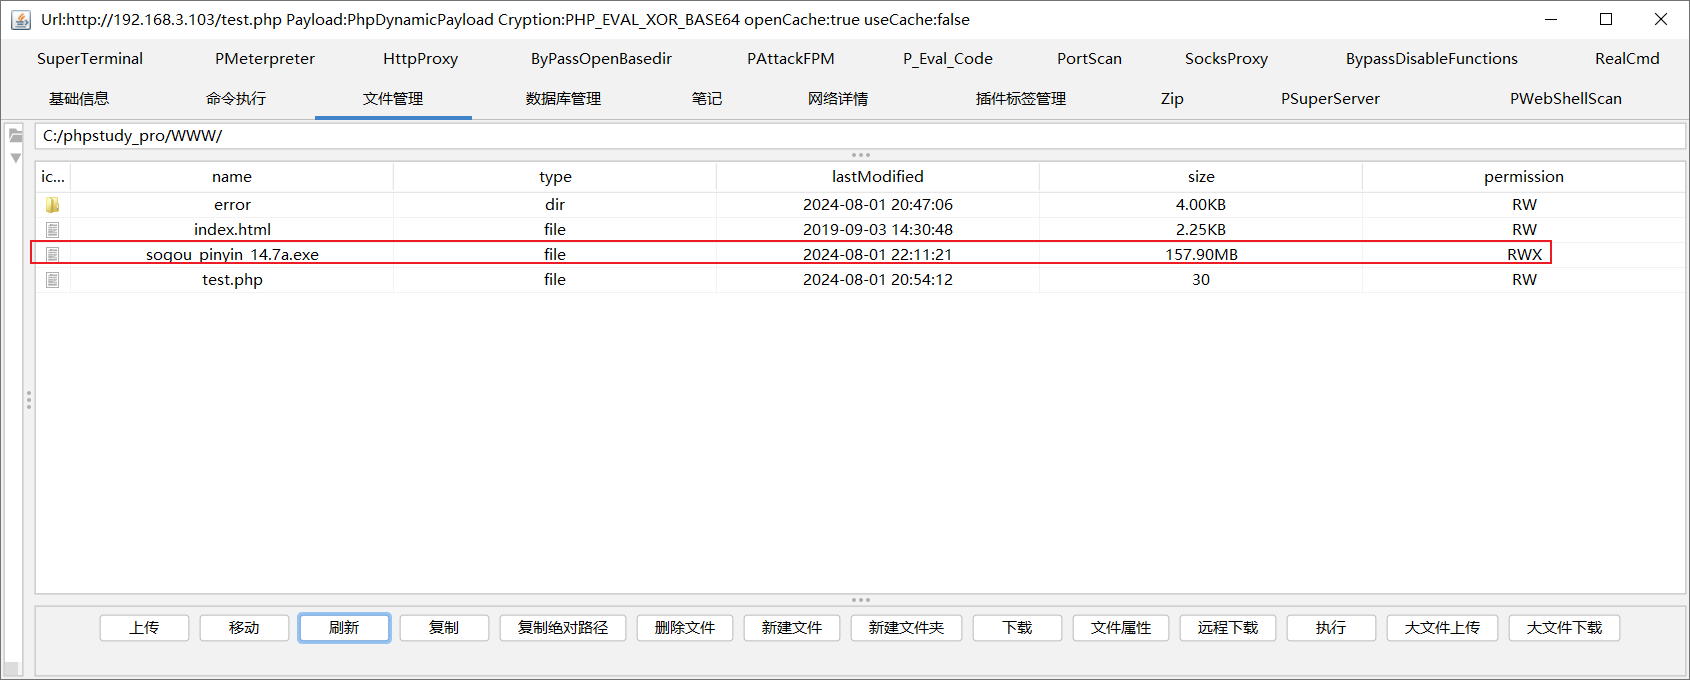 Url:http://192.168.3.103/test.php Payload:PhpDynamicPayload Cryption:PHP_EVAL_XOR_BASE64 openCache:true useCache:false
SuperTerminal PMeterpreter HttpProxy ByPassOpenBasedir PAttackFPM P_Eval_Code PortScan SocksProxy BypassDisableFunctions RealCmd
基础信息 命令执行 文件管理 数据库管理 笔记 网络详情 插件标签管理 Zip PSuperServer PWebShellScan
C:/phpstudy_pro/WWW/
ic... name type lastModified size permission
error dir 2024-08-01 20:47:06 4.00KB RW
index.html file 2019-09-03 14:30:48 2.25KB RW
sogou_pinyin_14.7a.exe file 2024-08-01 22:11:21 157.90MB RWX
test.php file 2024-08-01 20:54:12 30 RW
上传 移动 刷新 复制 复制绝对路径 删除文件 新建文件 新建文件夹 下载 文件属性 远程下载 执行 大文件上传 大文件下载